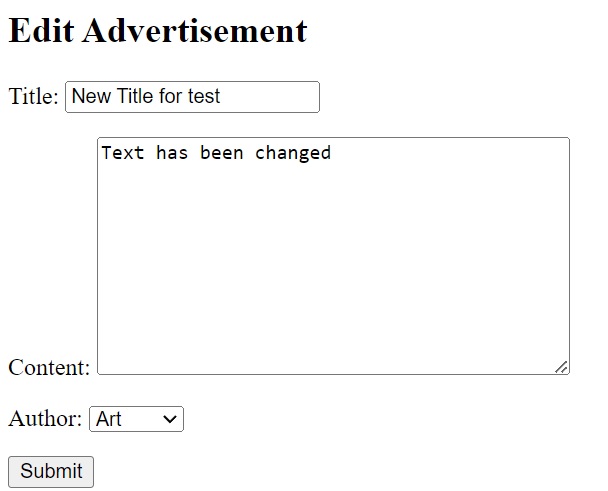 Edit Advertisement
Title: New Title for test
Text has been changed
Content:
Author: Art
Submit